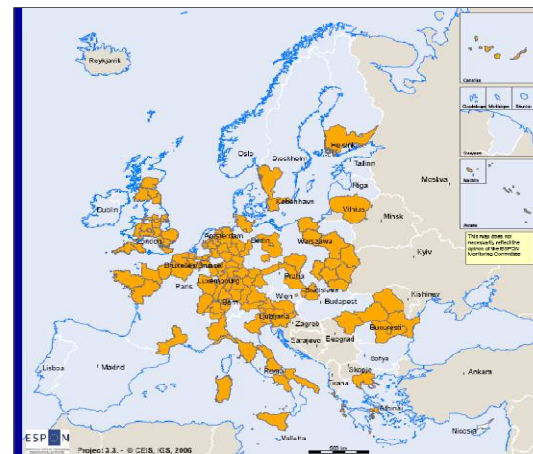 Reykjavik
Canarias
Guadeloupe Martinique Réunion
Guyane
Madeira
Acores
This map does not
necessarily reflect the
opinion of the ESPON
Monitoring Committee
Oslo
Stockholm
Helsinki
Tallinn
Riga
Moskva
Dublin
København
Vilnius
Minsk
London
Amsterdam
Berlin
Warszawa
Kyiv
Bruxelles/Brussel
Luxembourg
Praha
Paris
Wien
Bratislava
Budapest
Kishinev
Bern
Ljubljana
Zagreb
Beograd
Bucuresti
Sarajevo
Sofiya
Skopje
Tirana
Roma
Madrid
Lisboa
Ankara
Athinai
Nicosia
Valletta
ESPON
Project 3.3. - © CEIS, IGS, 2006